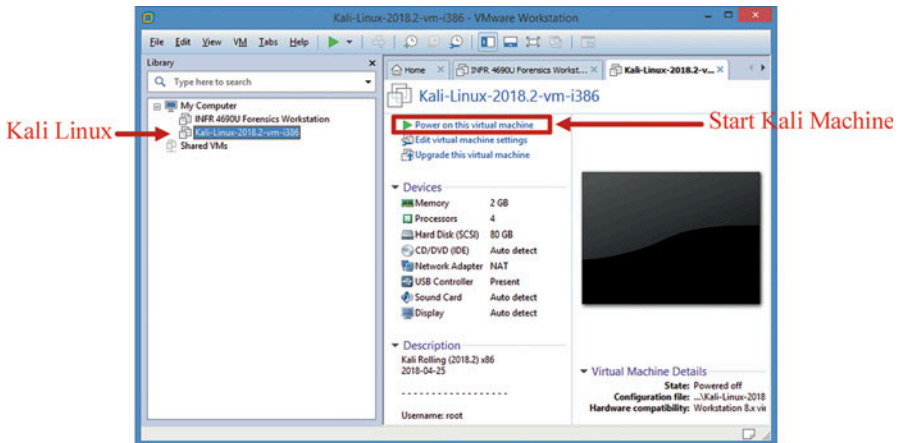 Kali-Linux-2018.2-vm-i386 - VMware Workstation
File Edit View VM Tabs Help
Library
Type here to search
My Computer
INFR 4690U Forensics Workstation
Kali-Linux-2018.2-vm-i386
Shared VMs
Kali Linux
Home
INFR 4690U Forensics Workst...
Kali-Linux-2018.2-v...
Kali-Linux-2018.2-vm-i386
Power on this virtual machine
Start Kali Machine
Edit virtual machine settings
Upgrade this virtual machine
Devices
Memory 2 GB
Processors 4
Hard Disk (SCSI) 80 GB
CD/DVD (IDE) Auto detect
Network Adapter NAT
USB Controller Present
Sound Card Auto detect
Display Auto detect
Description
Kali Rolling (2018.2) x86
2018-04-25
- - - - - - - - - - - - - - - - - -
Username: root
Virtual Machine Details
State: Powered off
Configuration file: ...\Kali-Linux-2018
Hardware compatibility: Workstation 8.x vir